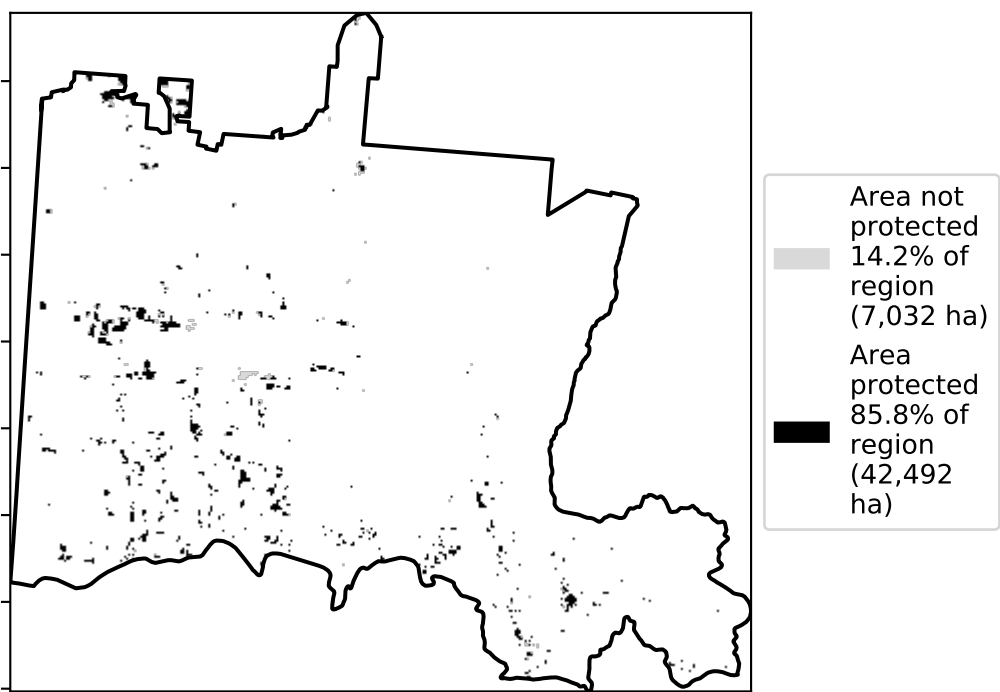 Area not
protected
14.2% of
region
(7,032 ha)
Area
protected
85.8% of
region
(42,492
ha)